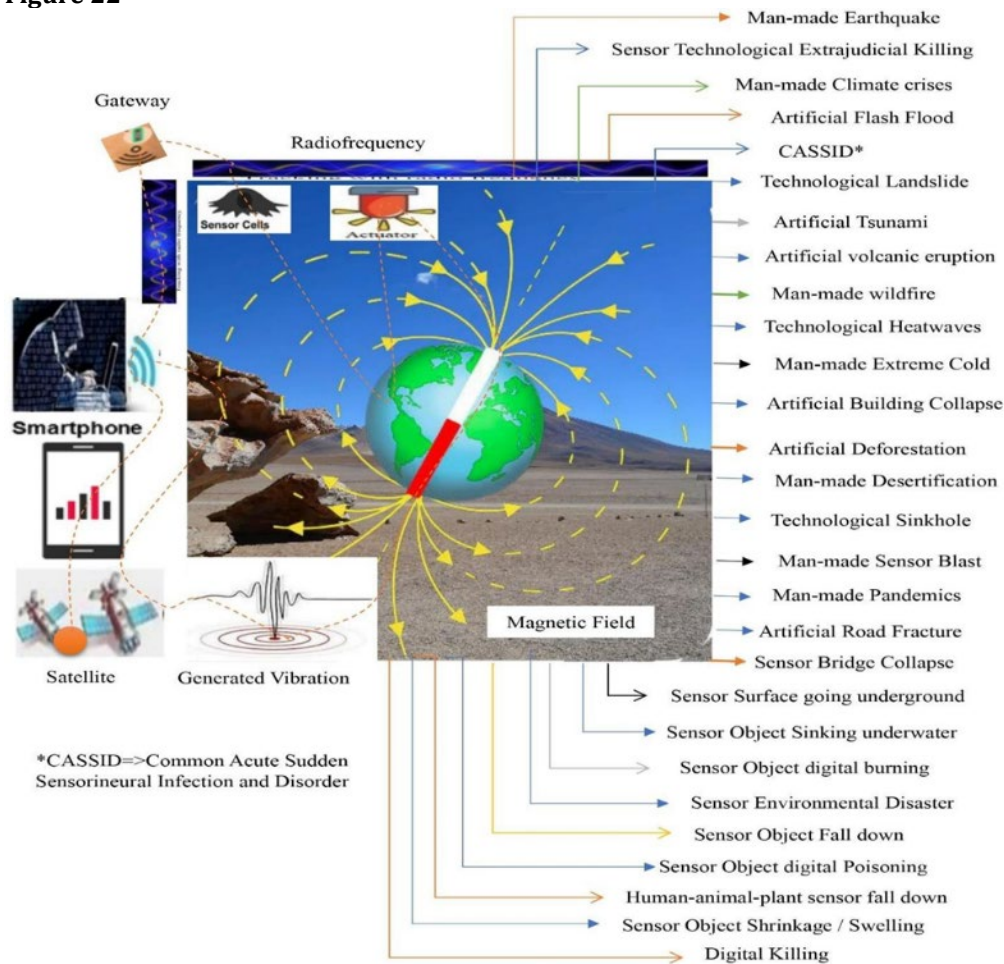 Figure 22
Man-made Earthquake
Sensor Technological Extrajudicial Killing
Man-made Climate crises
Gateway
Artificial Flash Flood
Radiofrequency
CASSID*
Technological Landslide
Sensor Cells
Actuator
Artificial Tsunami
Artificial volcanic eruption
Man-made wildfire
Technological Heatwaves
Man-made Extreme Cold
Artificial Building Collapse
Smartphone
Artificial Deforestation
Man-made Desertification
Technological Sinkhole
Man-made Sensor Blast
Man-made Pandemics
Magnetic Field
Artificial Road Fracture
Sensor Bridge Collapse
Satellite
Generated Vibration
Sensor Surface going underground
Sensor Object Sinking underwater
*CASSID=>Common Acute Sudden
Sensorineural Infection and Disorder
Sensor Object digital burning
Sensor Environmental Disaster
Sensor Object Fall down
Sensor Object digital Poisoning
Human-animal-plant sensor fall down
Sensor Object Shrinkage / Swelling
Digital Killing